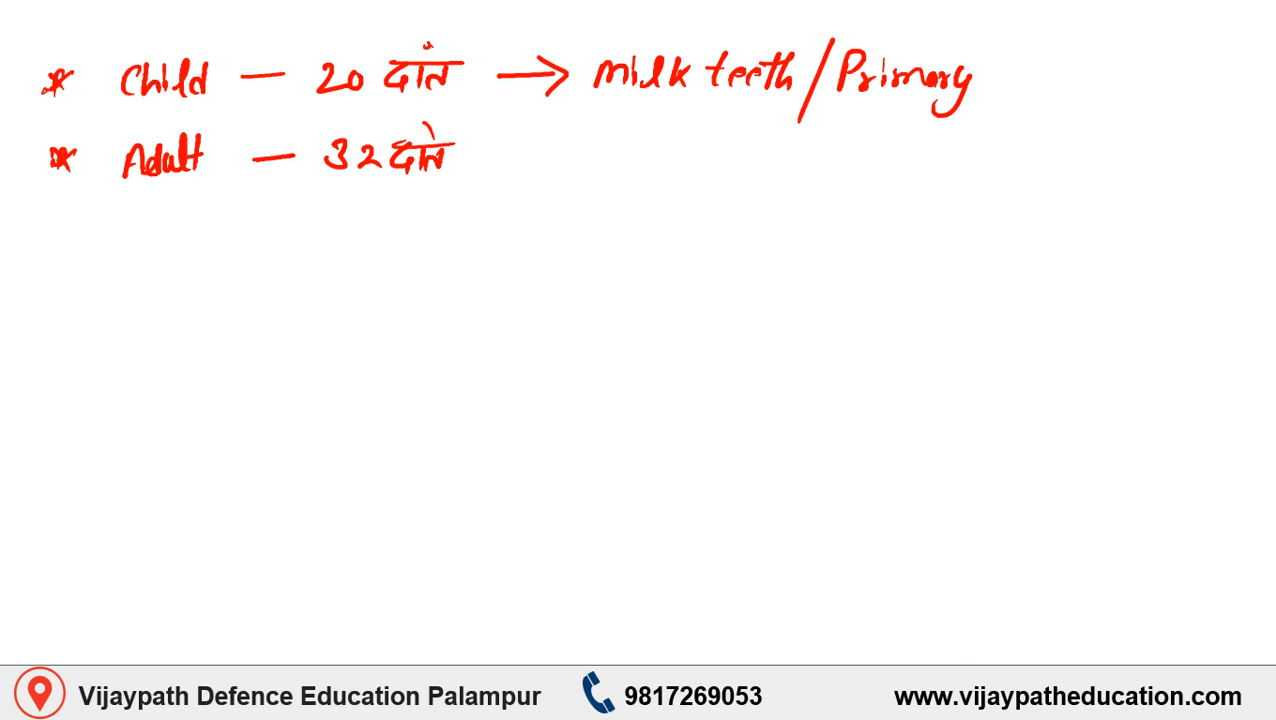 * Child — 20 दांत → Milk teeth / Primary
* Adult — 32 दांत
Vijaypath Defence Education Palampur 9817269053 www.vijaypatheducation.com